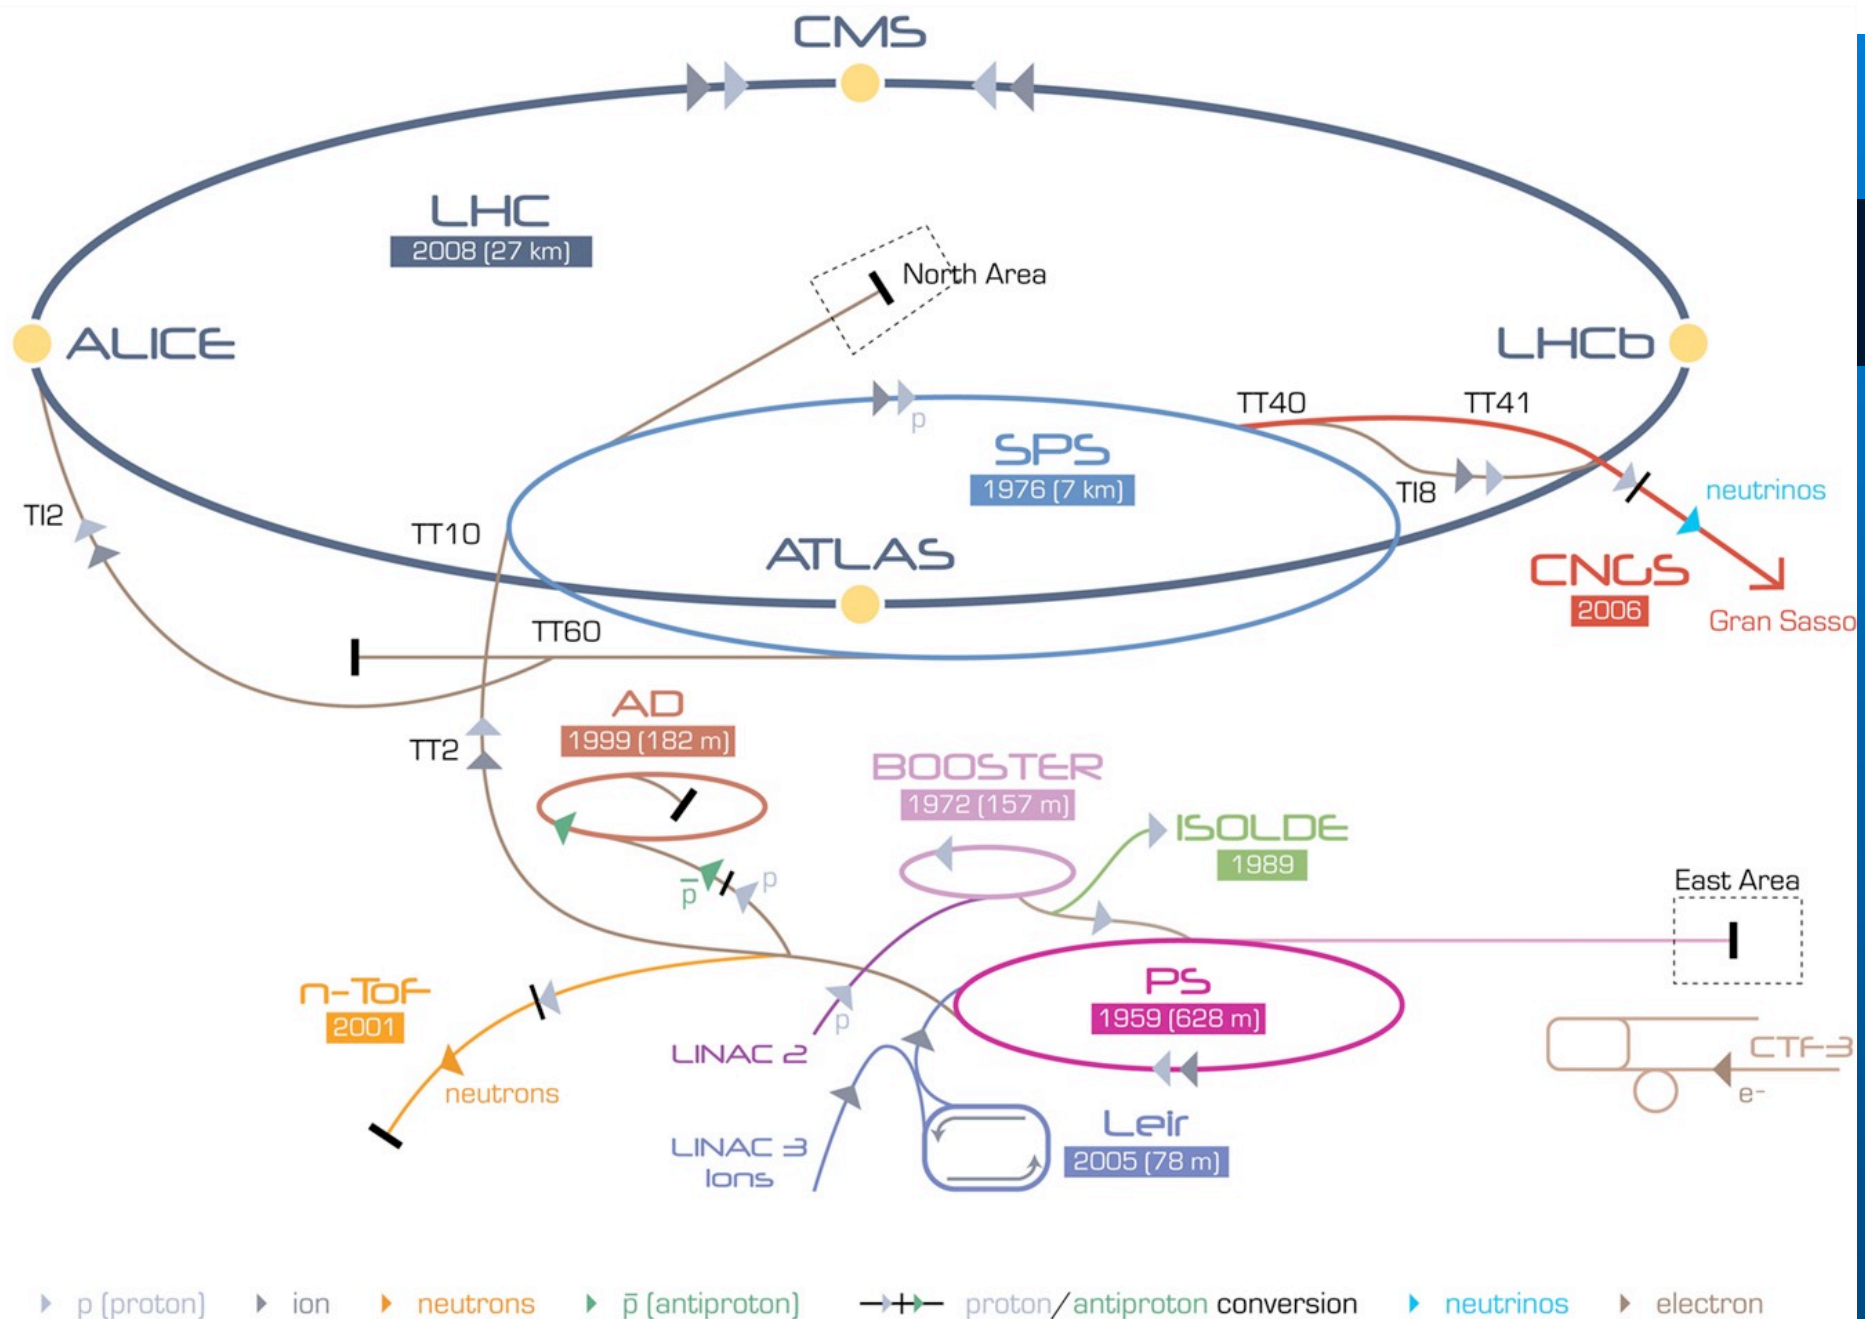 CMS
LHC
2008 (27 km)
North Area
ALICE
LHCb
p
TT40
TT41
SPS
1976 (7 km)
TI8
neutrinos
TI2
TT10
ATLAS
CNGS
2006
Gran Sasso
TT60
AD
1999 (182 m)
TT2
BOOSTER
1972 (157 m)
ISOLDE
1989
p̅
p
East Area
n-ToF
2001
neutrons
LINAC 2
p
PS
1959 (628 m)
CTF-3
e⁻
LINAC 3
Ions
Leir
2005 (78 m)
p (proton)
ion
neutrons
p̅ (antiproton)
proton/antiproton conversion
neutrinos
electron